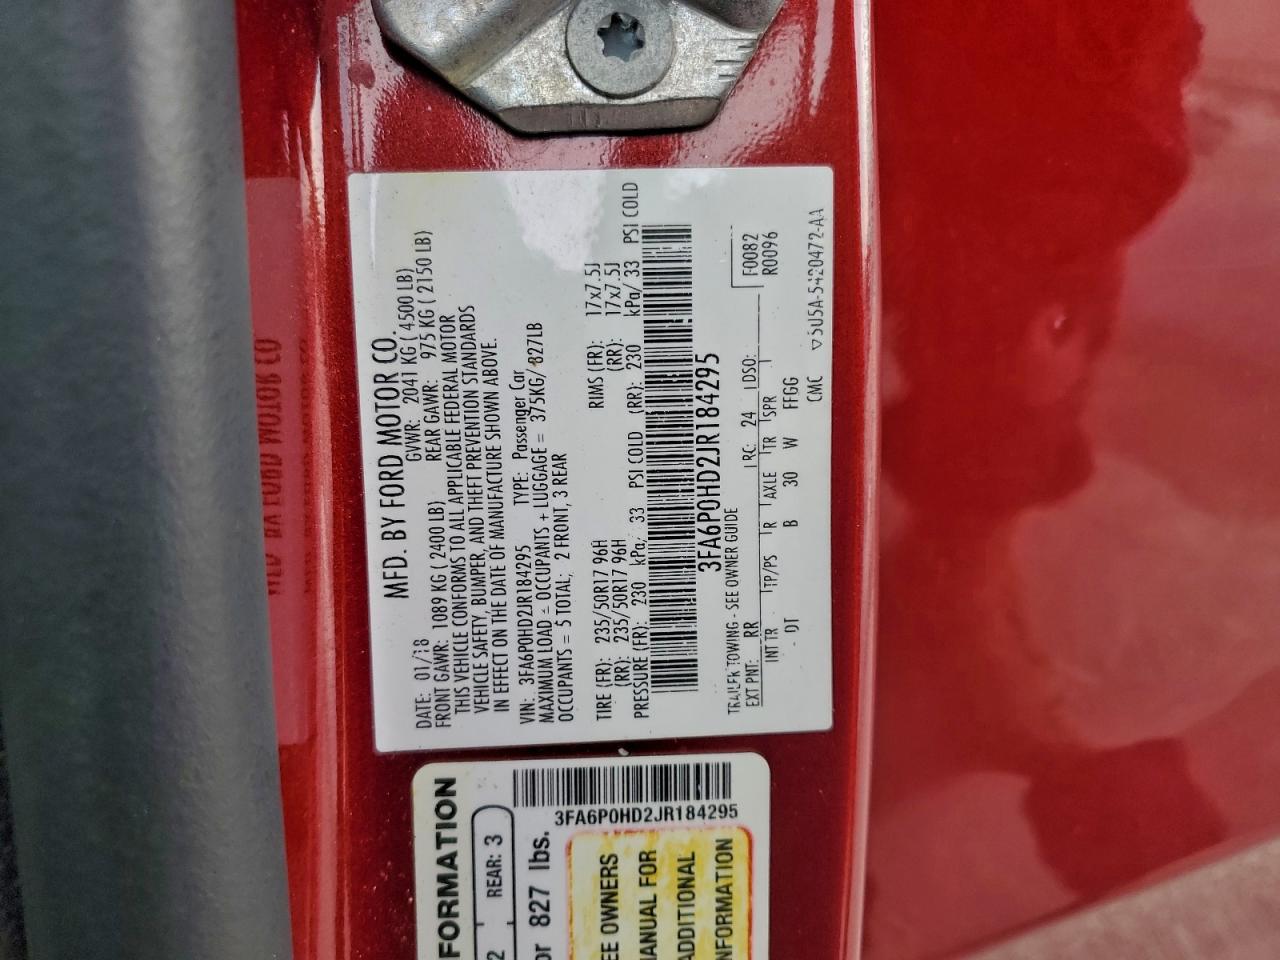 MFD. BY FORD MOTOR CO.
DATE: 01/18 GVWR: 2041 KG ( 4500 LB)
FRONT GAWR: 1089 KG (2400 LB) REAR GAWR: 975 KG ( 2150 LB)
THIS VEHICLE CONFORMS TO ALL APPLICABLE FEDERAL MOTOR
VEHICLE SAFETY, BUMPER, AND THEFT PREVENTION STANDARDS
IN EFFECT ON THE DATE OF MANUFACTURE SHOWN ABOVE.
VIN: 3FA6P0HD2JR184295 TYPE: Passenger Car
MAXIMUM LOAD = OCCUPANTS + LUGGAGE = 375KG/ 827LB
OCCUPANTS = 5 TOTAL; 2 FRONT, 3 REAR
TIRE (FR): 235/50R17 96H RIMS (FR): 17x7.5J
(RR): 235/50R17 96H (RR): 17x7.5J
PRESSURE (FR): 230 kPa/ 33 PSI COLD (RR): 230 kPa/ 33 PSI COLD
3FA6P0HD2JR184295
TRAILER TOWING - SEE OWNER GUIDE F0082
EXT PNT: RR RC: 24 DSO: R0096
INT TR TP/PS R AXLE TR SPR
DT B 30 W FFGG
CMC 5U5A-5420472-AA
FORMATION
2 REAR: 3
or 827 lbs.
3FA6P0HD2JR184295
EE OWNERS
MANUAL FOR
ADDITIONAL
NFORMATION